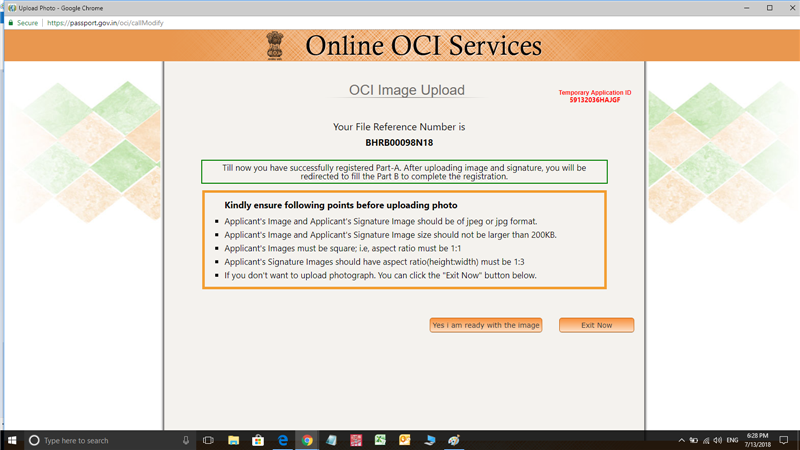 Upload Photo - Google Chrome
Secure | https://passport.gov.in/oci/callModify
Online OCI Services
OCI Image Upload
Temporary Application ID
59132036HAJGF
Your File Reference Number is
BHRB00098N18
Till now you have successfully registered Part-A. After uploading image and signature, you will be
redirected to fill the Part B to complete the registration.
Kindly ensure following points before uploading photo
Applicant's Image and Applicant's Signature Image should be of jpeg or jpg format.
Applicant's Image and Applicant's Signature Image size should not be larger than 200KB.
Applicant's Images must be square; i.e, aspect ratio must be 1:1
Applicant's Signature Images should have aspect ratio(height:width) must be 1:3
If you don't want to upload photograph. You can click the "Exit Now" button below.
Yes i am ready with the image
Exit Now
Type here to search
ENG
6:28 PM
7/13/2018